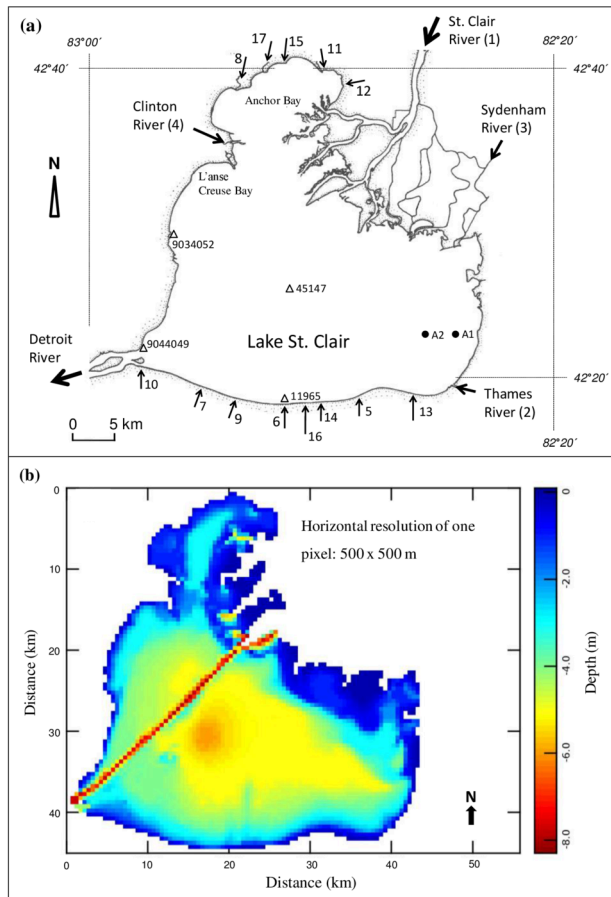 (a)
83°00′
St. Clair
River (1)
82°20′
42°40′
42°40′
17
15
11
8
12
Anchor Bay
Clinton
River (4)
Sydenham
River (3)
N
L'anse
Creuse Bay
9034052
45147
Detroit
River
9044049
Lake St. Clair
A2
A1
11965
Thames
River (2)
42°20′
10
7
9
6
16
14
5
13
0 5 km
82°20′
(b)
Horizontal resolution of one
pixel: 500 x 500 m
0
10
20
30
40
Distance (km)
0
10
20
30
40
50
Distance (km)
N
0
-2.0
-4.0
-6.0
-8.0
Depth (m)